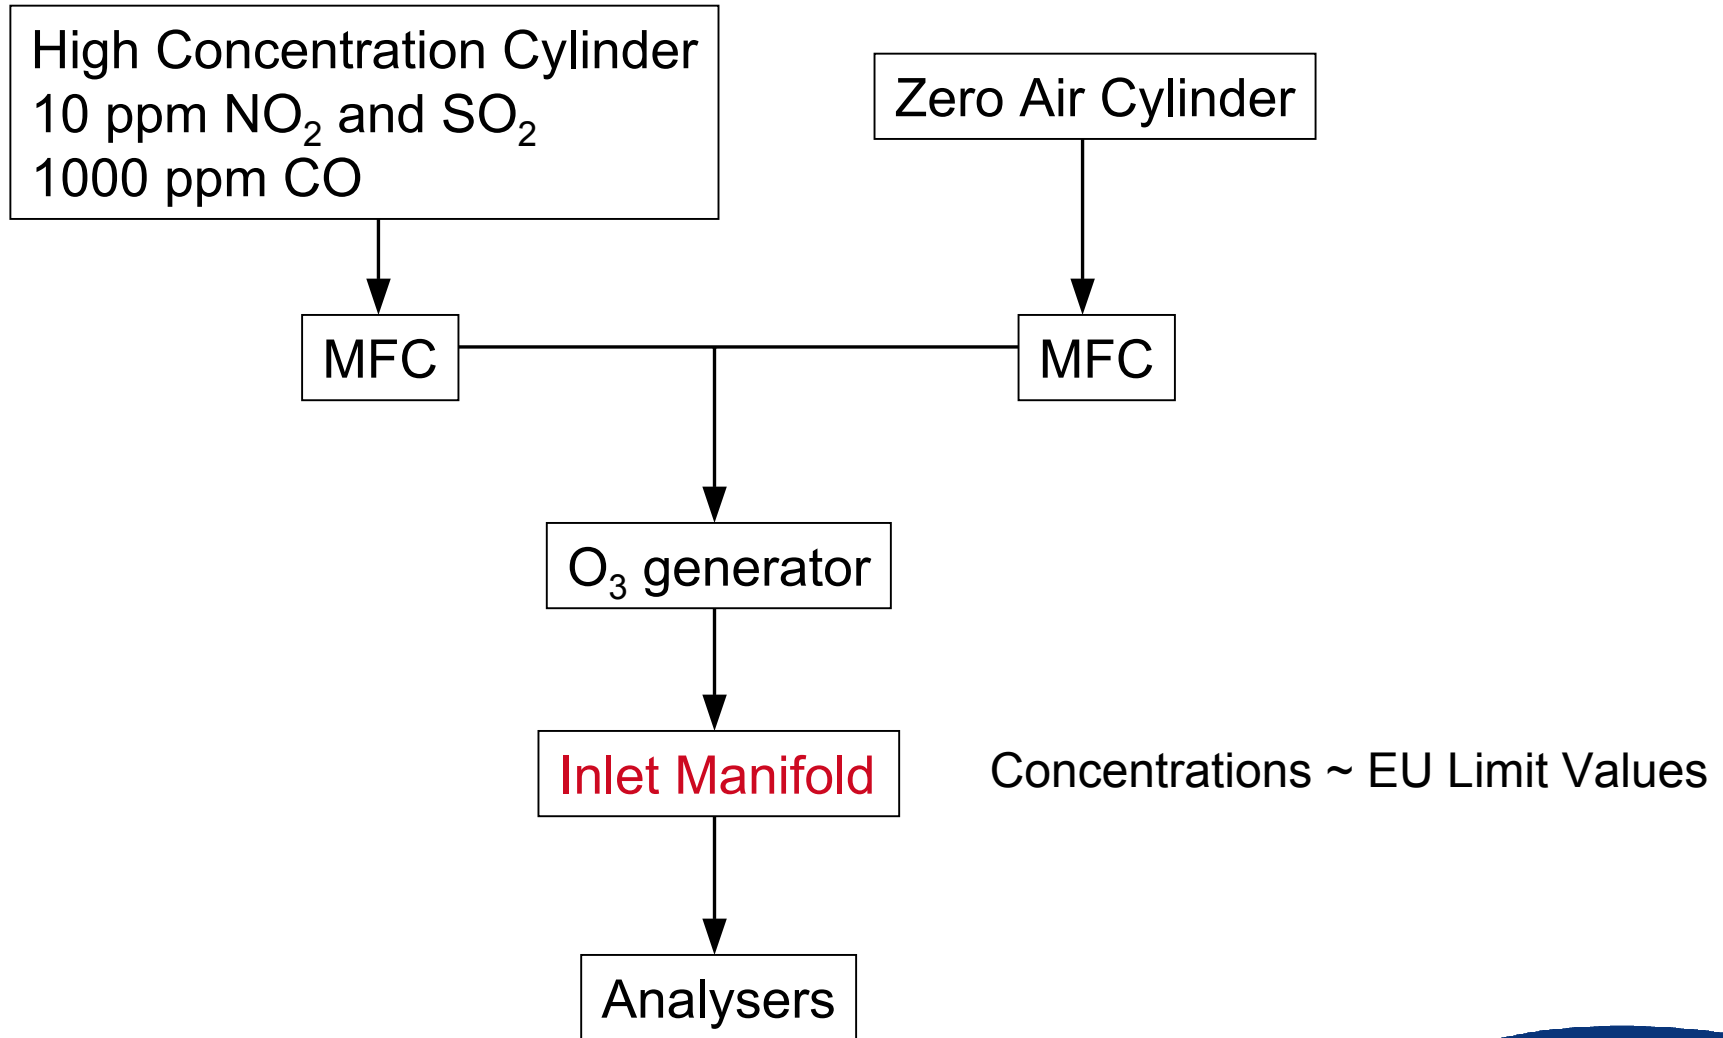 High Concentration Cylinder
10 ppm NO₂ and SO₂
1000 ppm CO
Zero Air Cylinder
MFC
MFC
O₃ generator
Inlet Manifold
Concentrations ~ EU Limit Values
Analysers